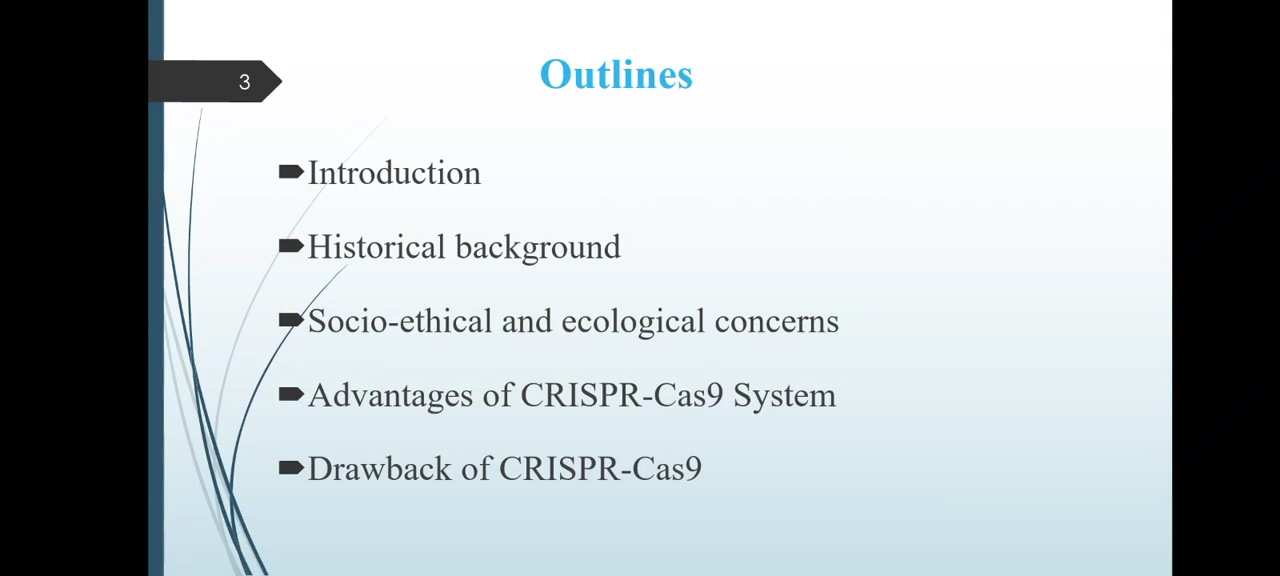 3
Outlines
Introduction
Historical background
Socio-ethical and ecological concerns
Advantages of CRISPR-Cas9 System
Drawback of CRISPR-Cas9